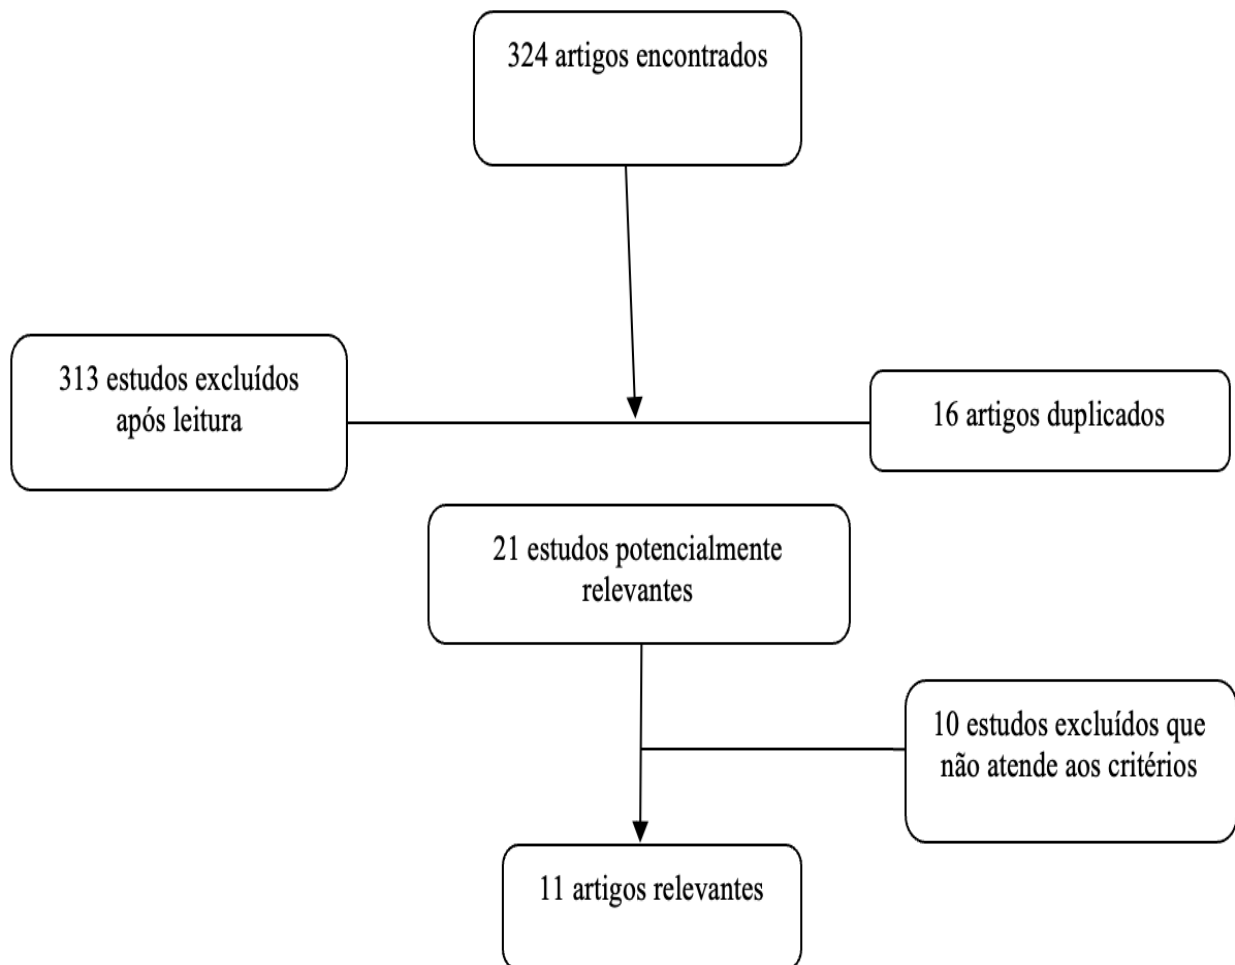 324 artigos encontrados
313 estudos excluídos
após leitura
16 artigos duplicados
21 estudos potencialmente
relevantes
10 estudos excluídos que
não atende aos critérios
11 artigos relevantes